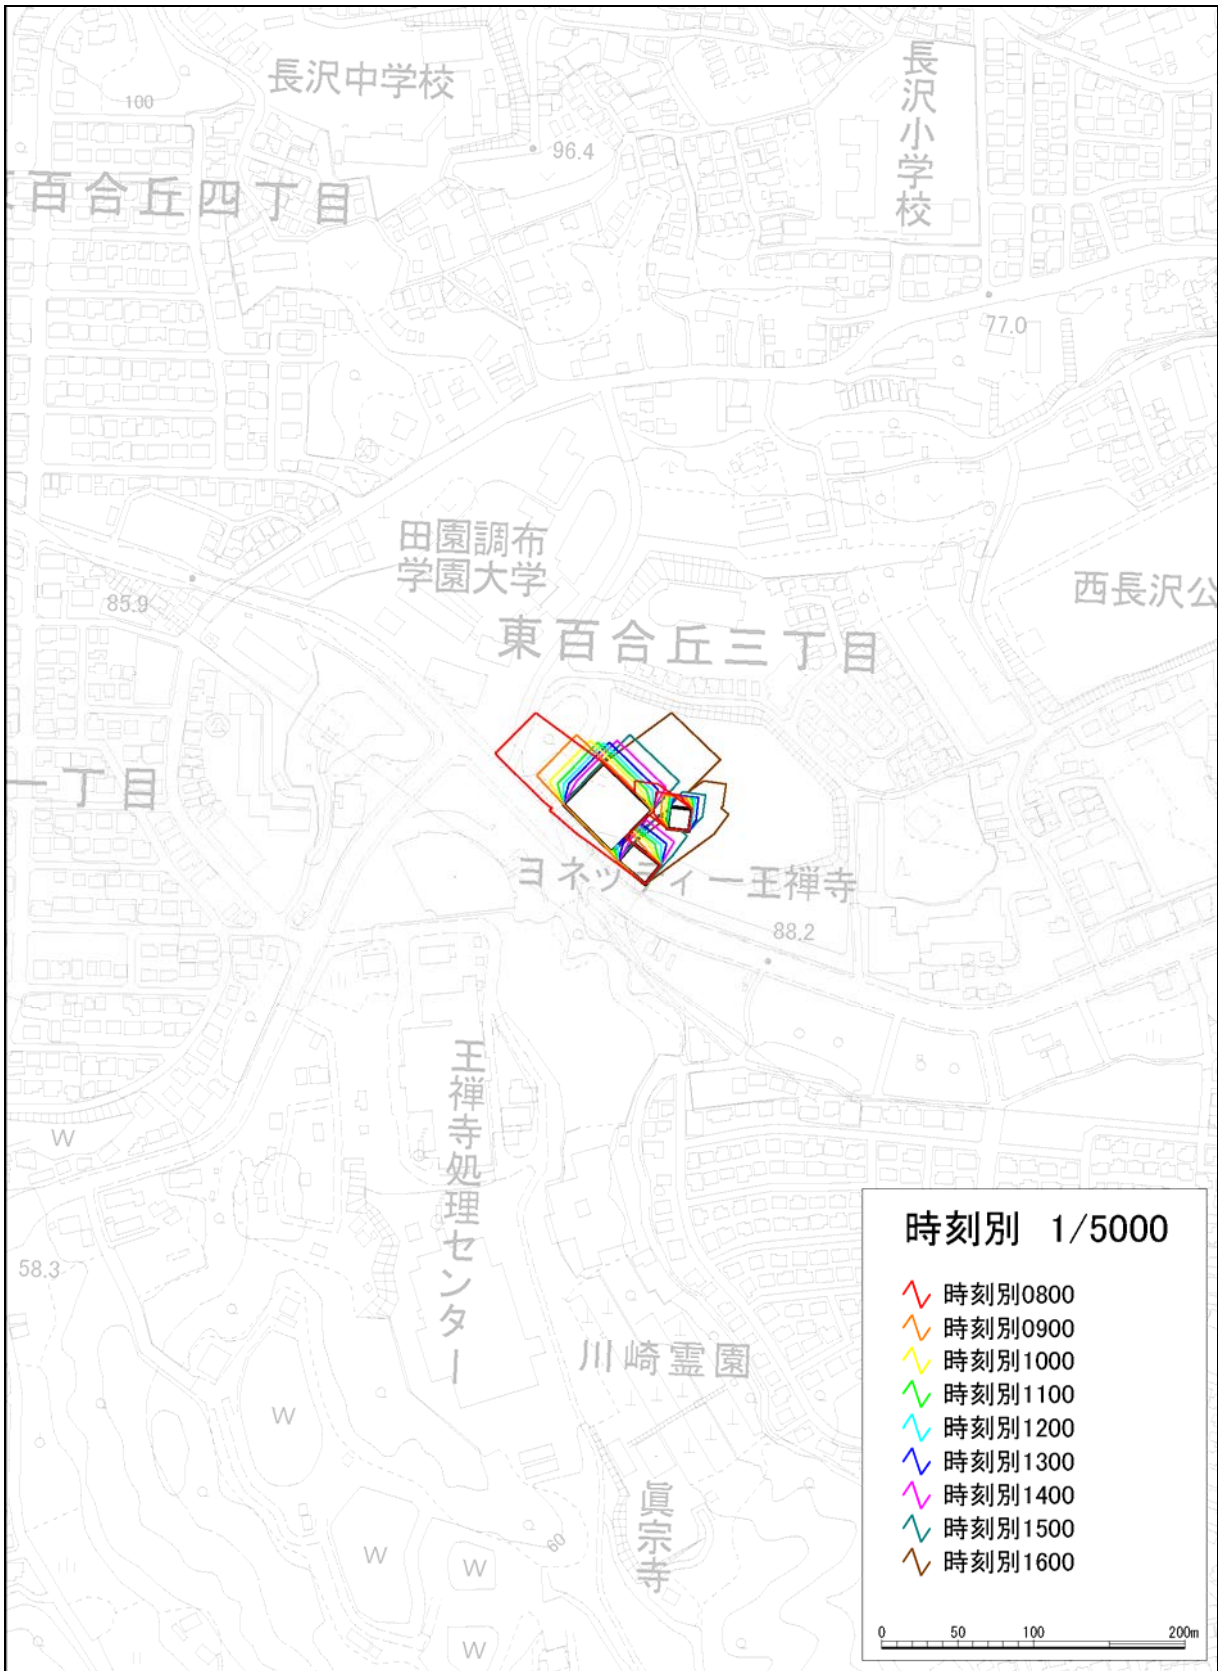 長沢中学校
長沢小学校
100
96.4
百合丘四丁目
77.0
田園調布
学園大学
85.9
西長沢公
東百合丘三丁目
一丁目
ヨネッティー王禅寺
88.2
王禅寺処理センター
W
58.3
川崎霊園
W
眞宗寺
60
W
W
W
時刻別 1/5000
時刻別0800
時刻別0900
時刻別1000
時刻別1100
時刻別1200
時刻別1300
時刻別1400
時刻別1500
時刻別1600
0 50 100 200m